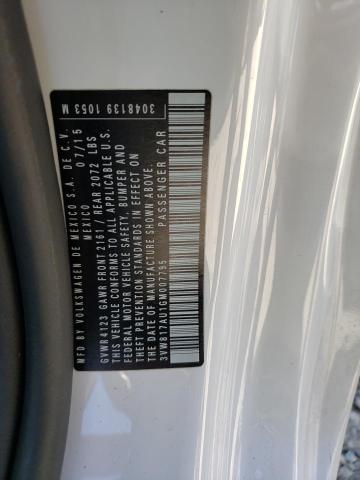 3048139 1053 M
MFD BY VOLKSWAGEN DE MEXICO S.A. DE C.V.
MEXICO 07/15
GVWR 4123 GAWR FRONT 2161 / REAR 2072 LBS
THIS VEHICLE CONFORMS TO ALL APPLICABLE U.S.
FEDERAL MOTOR VEHICLE SAFETY, BUMPER AND
THEFT PREVENTION STANDARDS IN EFFECT ON
THE DATE OF MANUFACTURE SHOWN ABOVE.
3VW817AU1GM007795 PASSENGER CAR